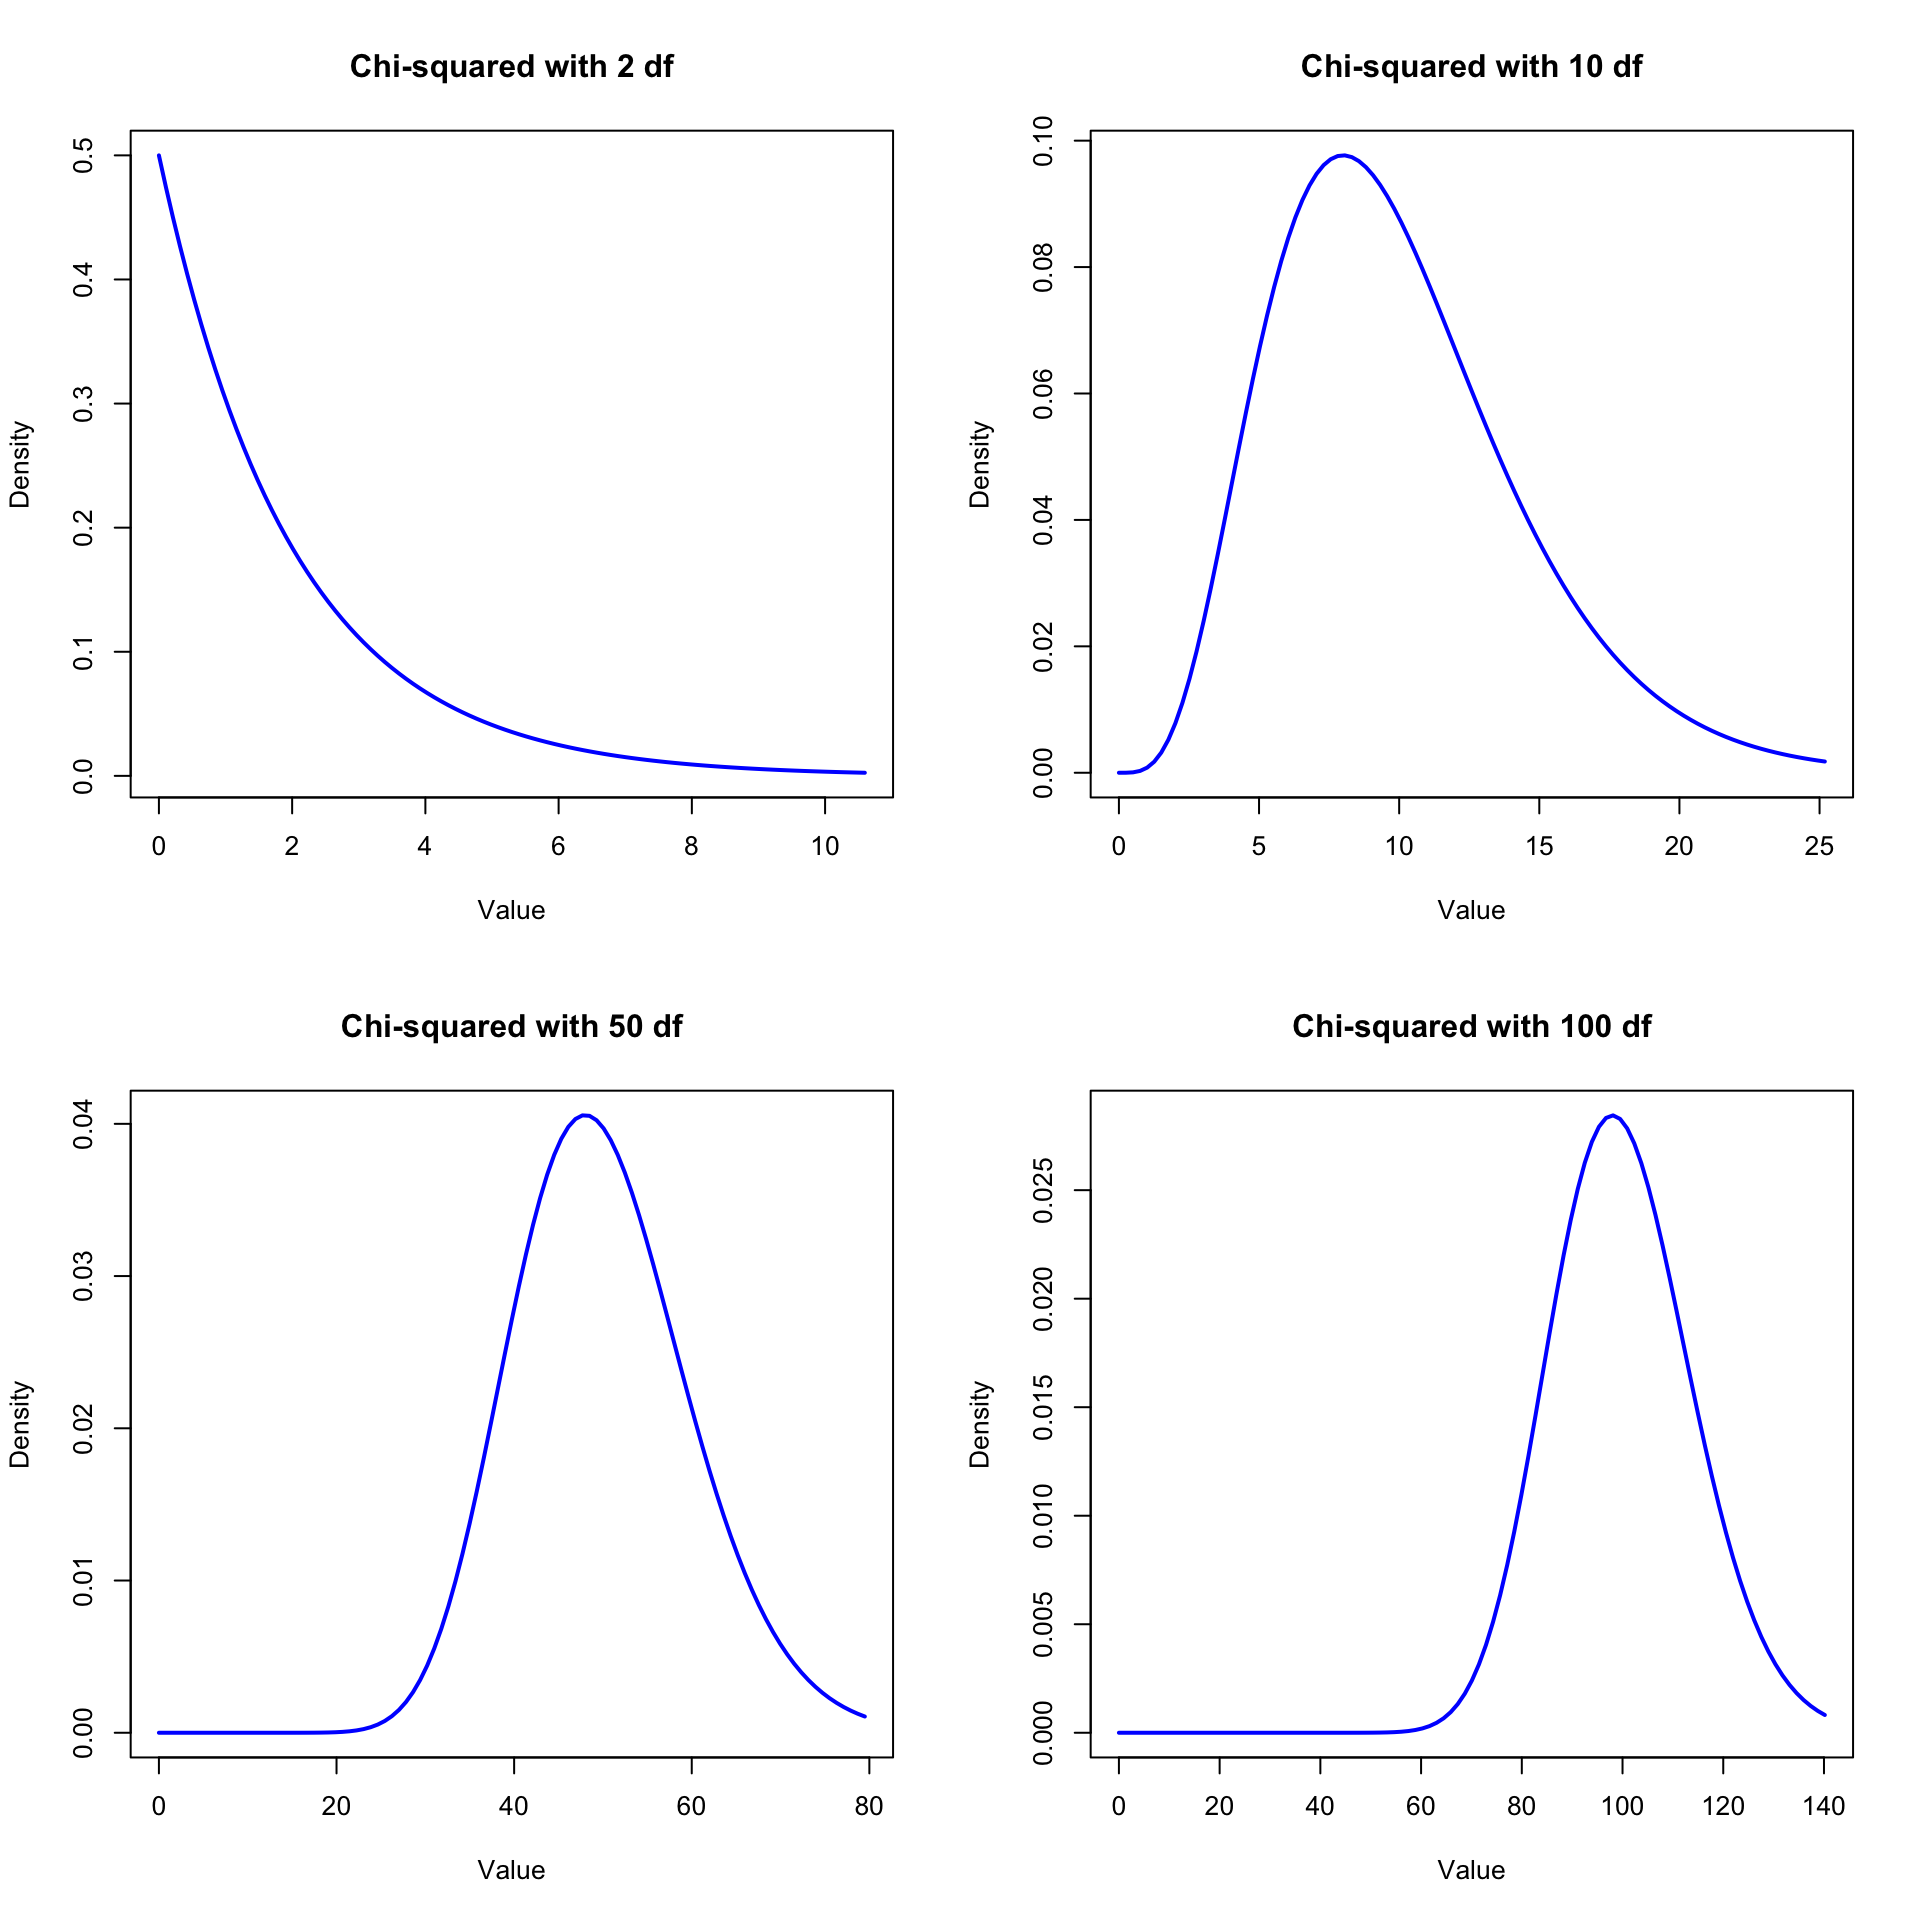 Chi-squared with 2 df
Density
0.5
0.4
0.3
0.2
0.1
0.0
0 2 4 6 8 10
Value
Chi-squared with 10 df
Density
0.10
0.08
0.06
0.04
0.02
0.00
0 5 10 15 20 25
Value
Chi-squared with 50 df
Density
0.04
0.03
0.02
0.01
0.00
0 20 40 60 80
Value
Chi-squared with 100 df
Density
0.025
0.020
0.015
0.010
0.005
0.000
0 20 40 60 80 100 120 140
Value